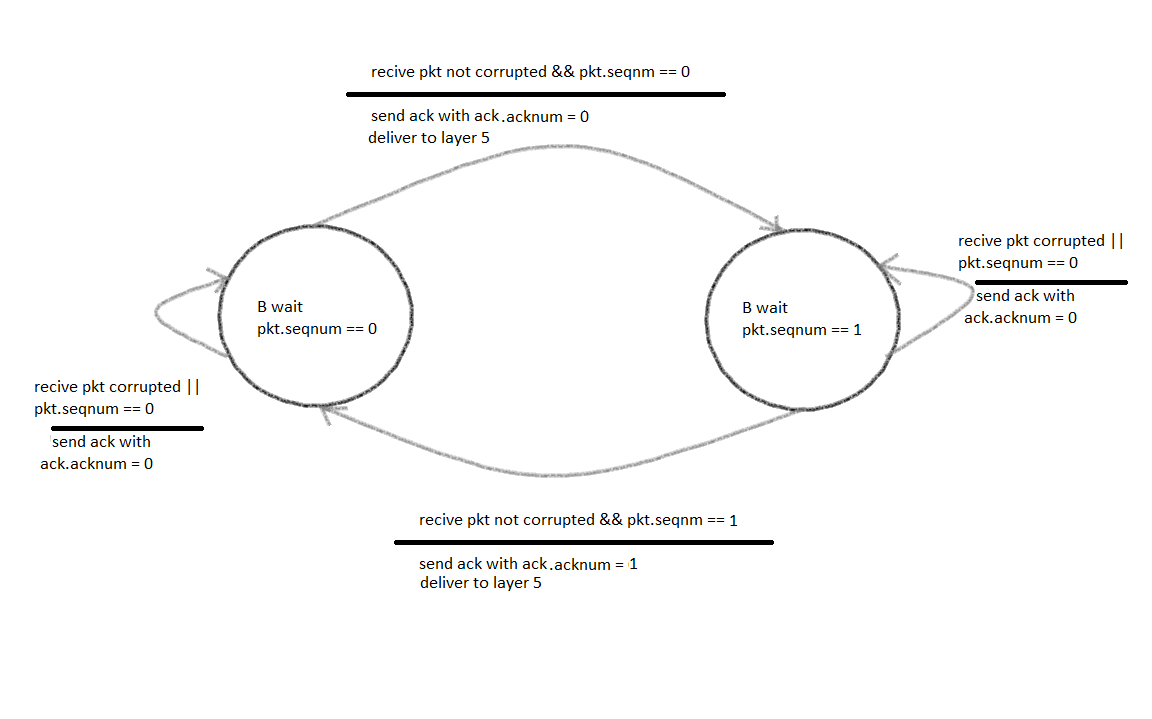 recive pkt not corrupted && pkt.seqnm == 0
send ack with ack.acknum = 0
deliver to layer 5
recive pkt corrupted ||
pkt.seqnum == 0
send ack with
ack.acknum = 0
B wait
pkt.seqnum == 0
B wait
pkt.seqnum == 1
recive pkt corrupted ||
pkt.seqnum == 0
send ack with
ack.acknum = 0
recive pkt not corrupted && pkt.seqnm == 1
send ack with ack.acknum = 1
deliver to layer 5